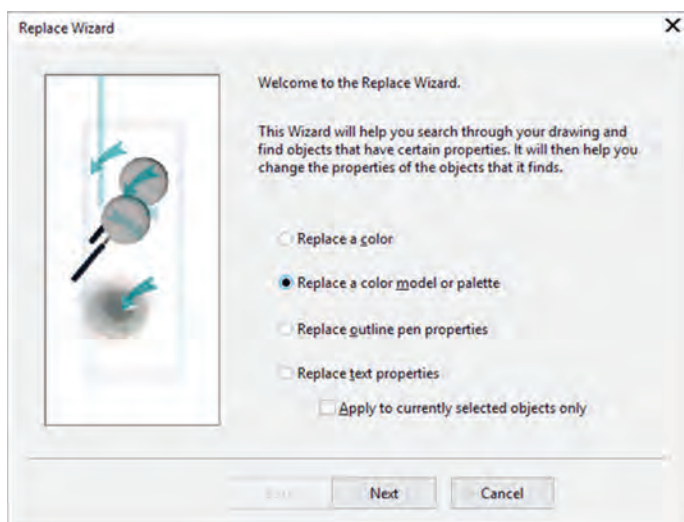 Replace Wizard
Welcome to the Replace Wizard.
This Wizard will help you search through your drawing and
find objects that have certain properties. It will then help you
change the properties of the objects that it finds.
Replace a color
Replace a color model or palette
Replace outline pen properties
Replace text properties
Apply to currently selected objects only
Next Cancel